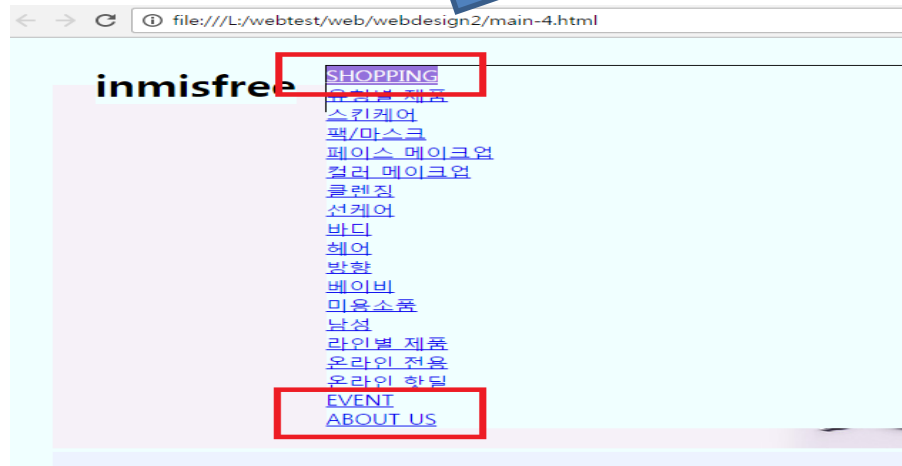 file:///L:/webtest/web/webdesign2/main-4.html
inmisfree
SHOPPING
유형별 제품
스킨케어
팩/마스크
페이스 메이크업
컬러 메이크업
클렌징
선케어
바디
헤어
방향
베이비
미용소품
남성
라인별 제품
온라인 전용
온라인 핫딜
EVENT
ABOUT US